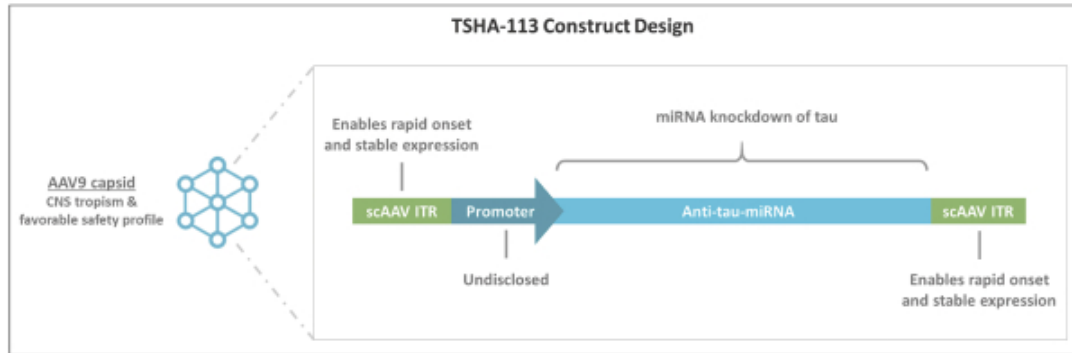 TSHA-113 Construct Design
Enables rapid onset
and stable expression
miRNA knockdown of tau
AAV9 capsid
CNS tropism &
favorable safety profile
scAAV ITR
Promoter
Anti-tau-miRNA
scAAV ITR
Undisclosed
Enables rapid onset
and stable expression